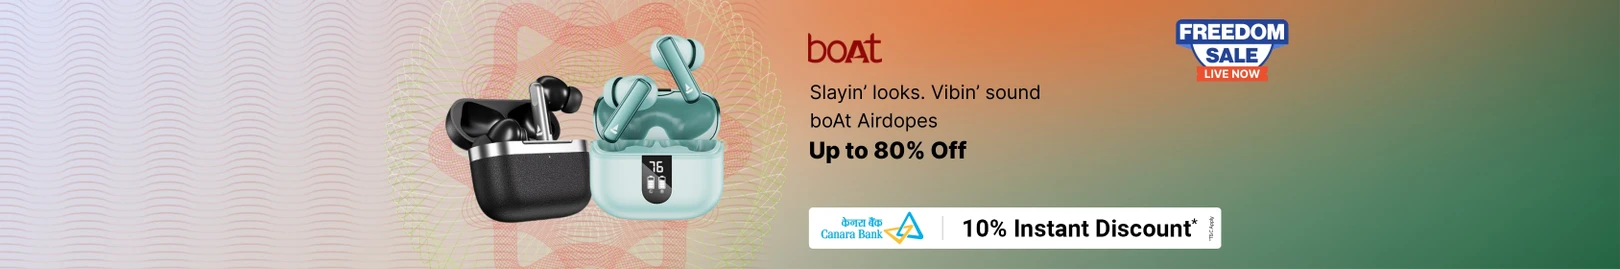 boAt
FREEDOM
SALE
LIVE NOW
Slayin' looks. Vibin' sound
boAt Airdopes
Up to 80% Off
76
केनरा बैंक
Canara Bank
10% Instant Discount*
*T&C Apply